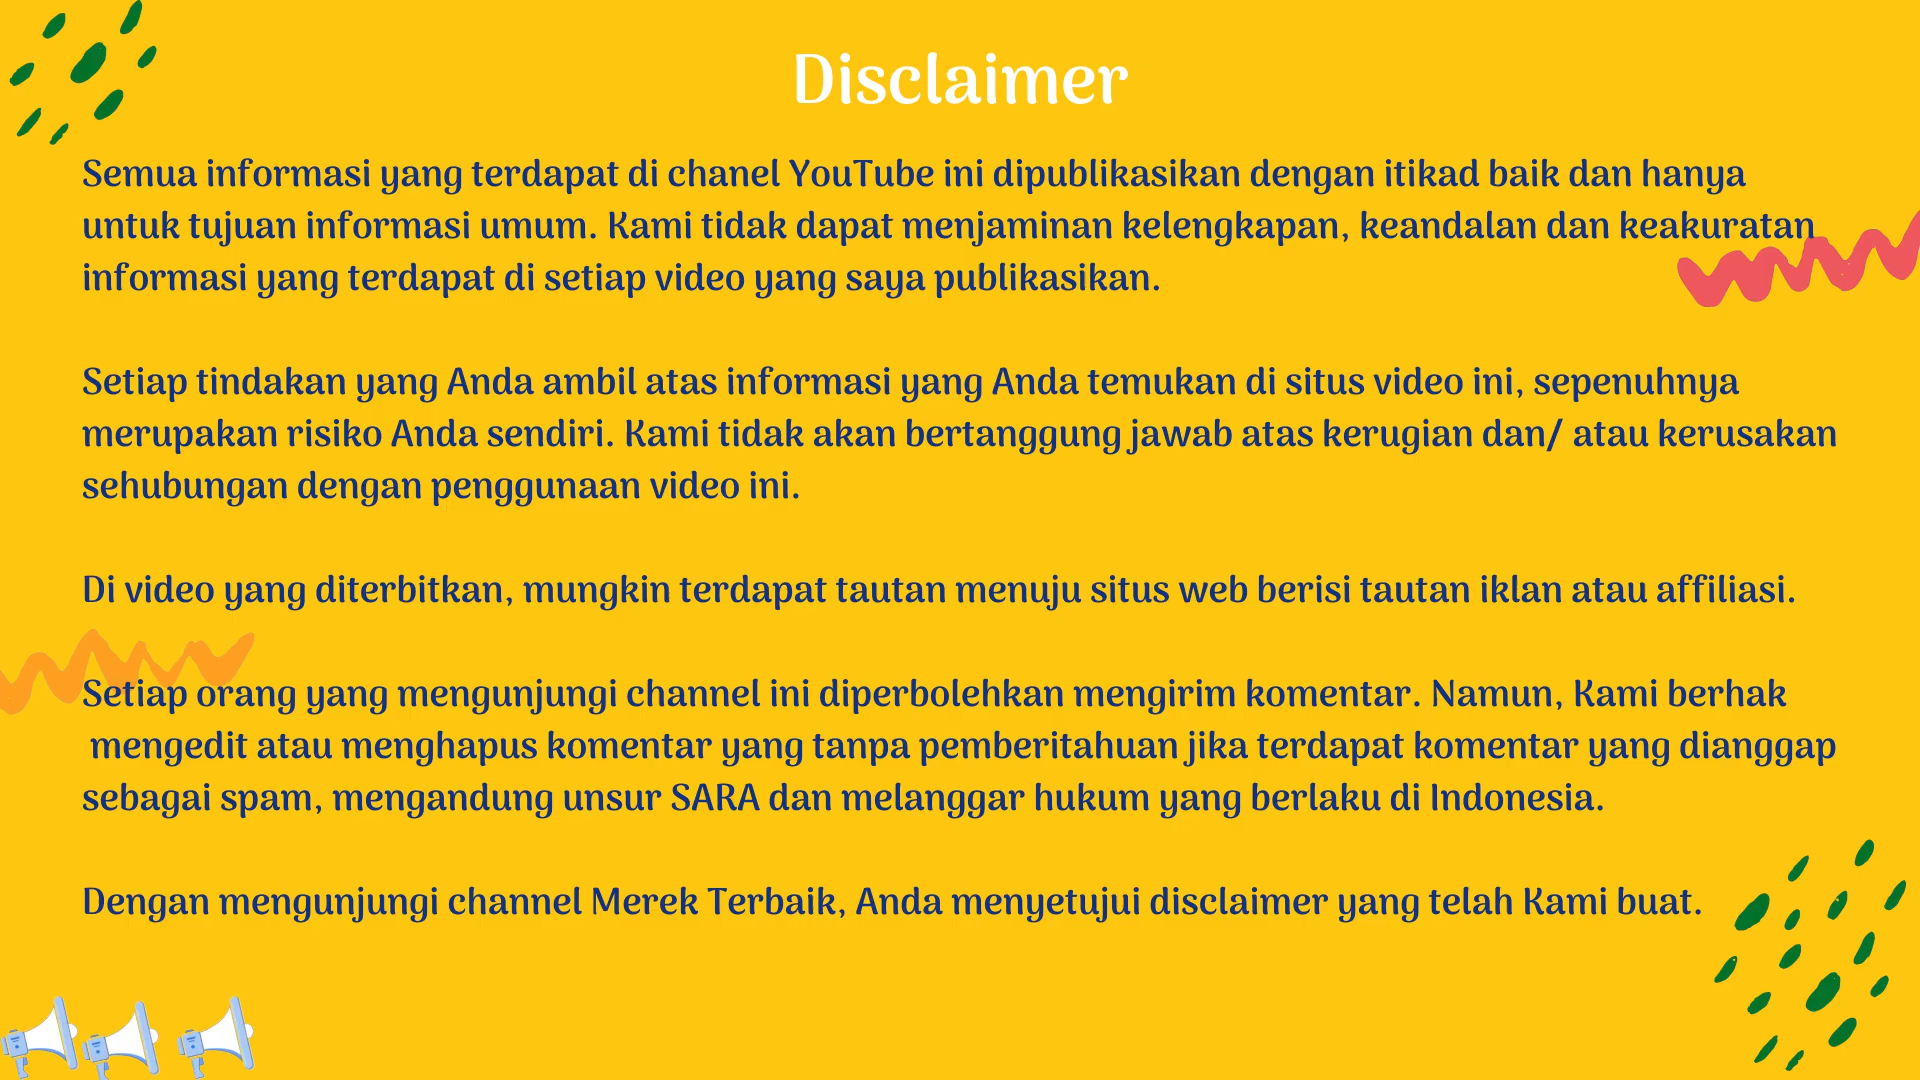 Disclaimer
Semua informasi yang terdapat di chanel YouTube ini dipublikasikan dengan itikad baik dan hanya
untuk tujuan informasi umum. Kami tidak dapat menjaminan kelengkapan, keandalan dan keakuratan
informasi yang terdapat di setiap video yang saya publikasikan.
Setiap tindakan yang Anda ambil atas informasi yang Anda temukan di situs video ini, sepenuhnya
merupakan risiko Anda sendiri. Kami tidak akan bertanggung jawab atas kerugian dan/ atau kerusakan
sehubungan dengan penggunaan video ini.
Di video yang diterbitkan, mungkin terdapat tautan menuju situs web berisi tautan iklan atau affiliasi.
Setiap orang yang mengunjungi channel ini diperbolehkan mengirim komentar. Namun, Kami berhak
mengedit atau menghapus komentar yang tanpa pemberitahuan jika terdapat komentar yang dianggap
sebagai spam, mengandung unsur SARA dan melanggar hukum yang berlaku di Indonesia.
Dengan mengunjungi channel Merek Terbaik, Anda menyetujui disclaimer yang telah Kami buat.